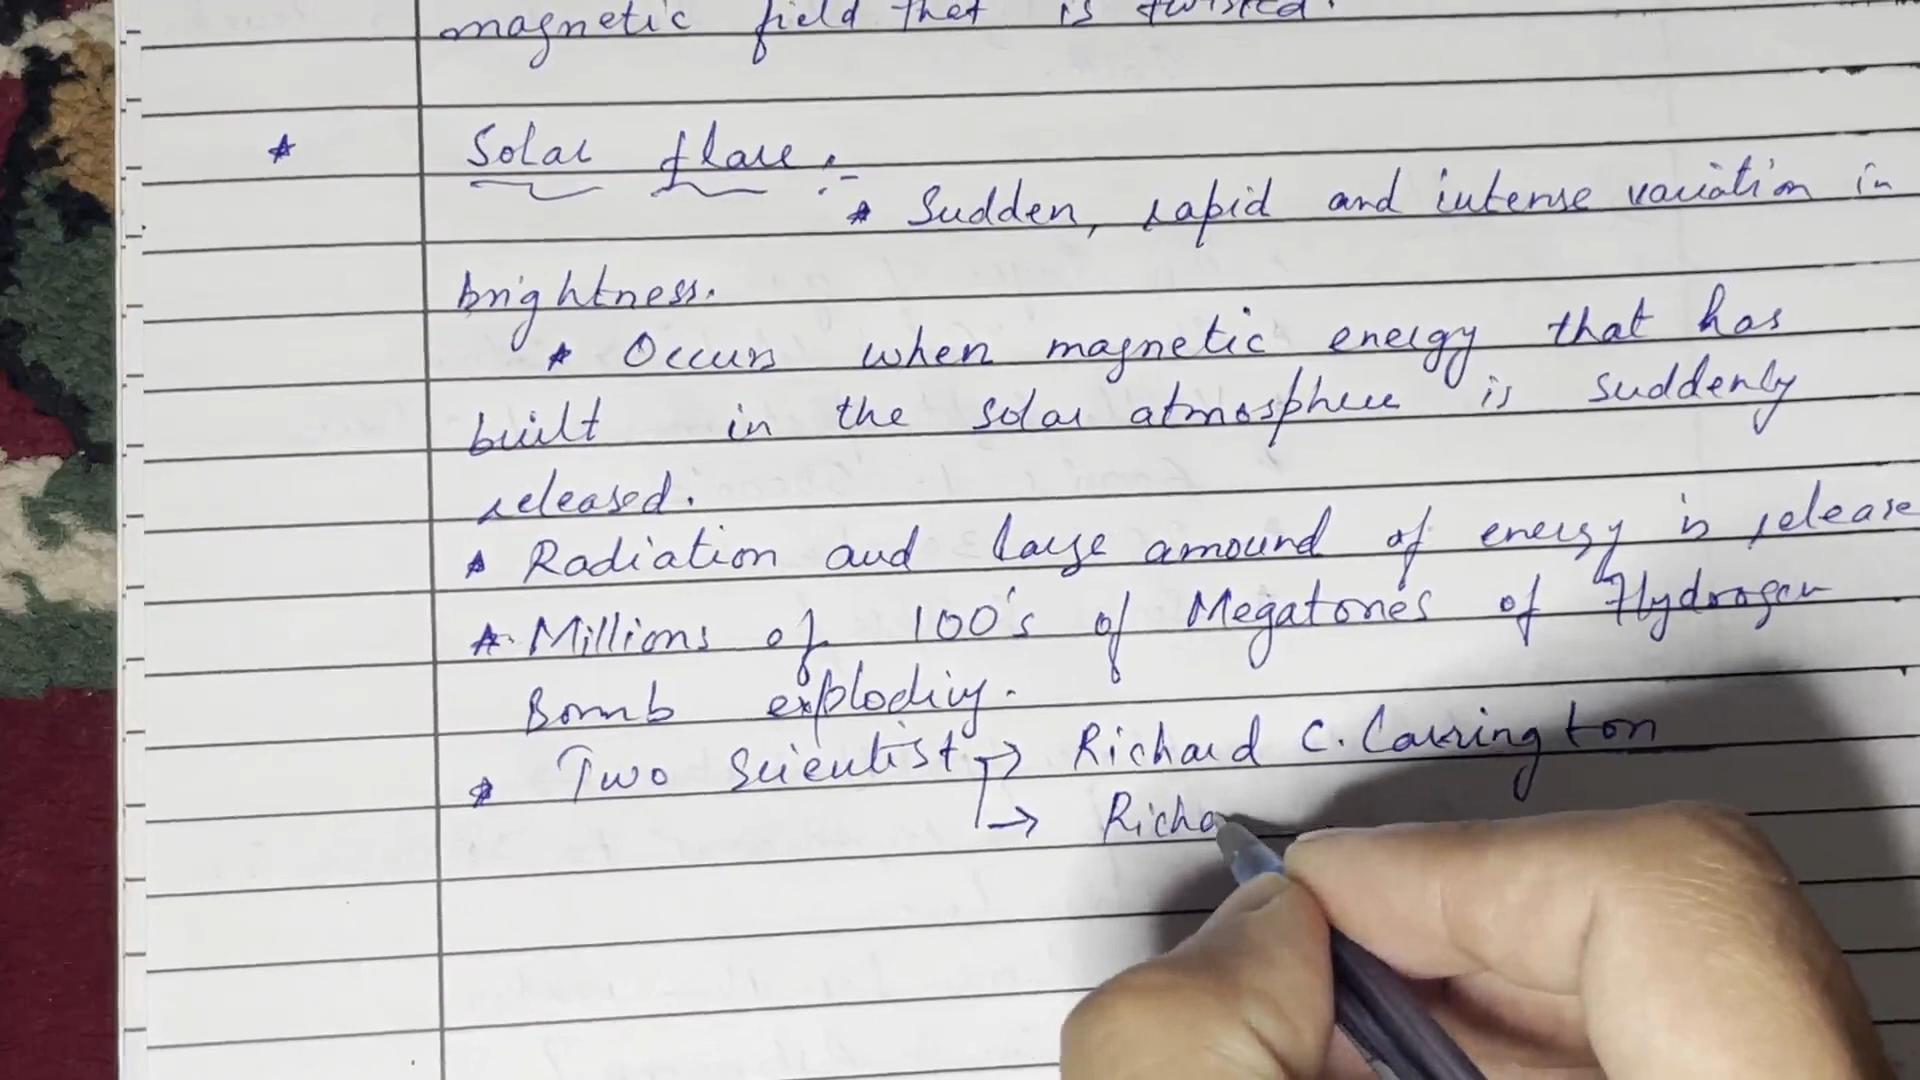 magnetic field that is twisted.
* Solar flare :-
* Sudden, rapid and intense variation in
brightness.
* Occurs when magnetic energy that has
built in the solar atmosphere is suddenly
released.
* Radiation and large amound of energy is release
* Millions of 100's of Megatones of Hydrogen
Bomb exploding.
* Two Scientist → Richard C. Carrington
→ Richa